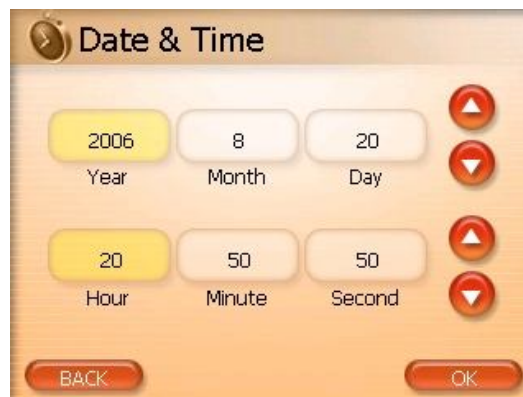 Date & Time
2006 8 20
Year Month Day
20 50 50
Hour Minute Second
BACK OK